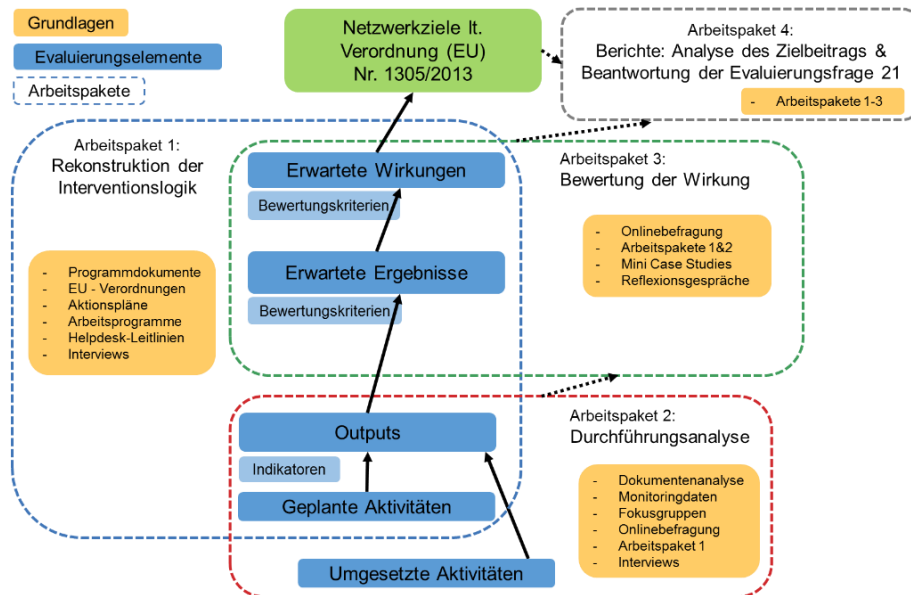 Grundlagen
Evaluierungselemente
Arbeitspakete
Netzwerkziele lt.
Verordnung (EU)
Nr. 1305/2013
Arbeitspaket 4:
Berichte: Analyse des Zielbeitrags &
Beantwortung der Evaluierungsfrage 21
- Arbeitspakete 1-3
Arbeitspaket 1:
Rekonstruktion der
Interventionslogik
- Programmdokumente
- EU - Verordnungen
- Aktionspläne
- Arbeitsprogramme
- Helpdesk-Leitlinien
- Interviews
Erwartete Wirkungen
Bewertungskriterien
Erwartete Ergebnisse
Bewertungskriterien
Arbeitspaket 3:
Bewertung der Wirkung
- Onlinebefragung
- Arbeitspakete 1&2
- Mini Case Studies
- Reflexionsgespräche
Outputs
Indikatoren
Geplante Aktivitäten
Umgesetzte Aktivitäten
Arbeitspaket 2:
Durchführungsanalyse
- Dokumentenanalyse
- Monitoringdaten
- Fokusgruppen
- Onlinebefragung
- Arbeitspaket 1
- Interviews